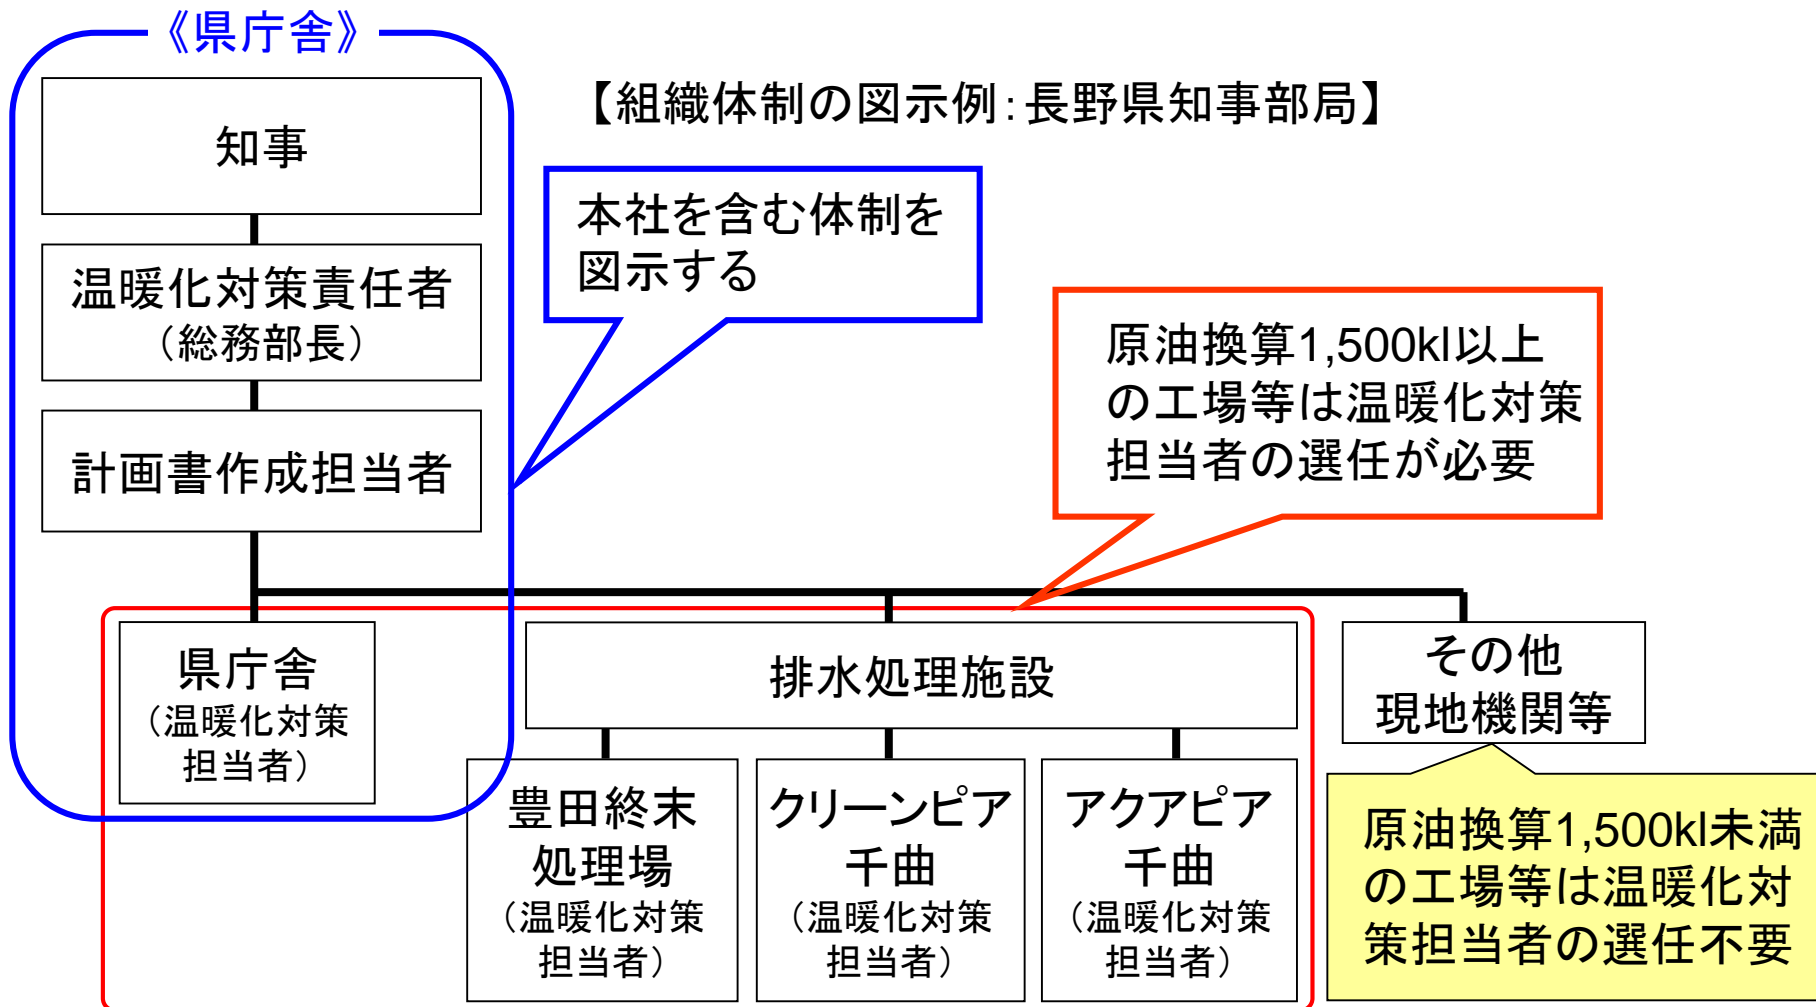 《県庁舎》
【組織体制の図示例：長野県知事部局】
知事
本社を含む体制を
図示する
温暖化対策責任者
（総務部長）
原油換算1,500kl以上
の工場等は温暖化対策
担当者の選任が必要
計画書作成担当者
県庁舎
（温暖化対策
担当者）
排水処理施設
その他
現地機関等
豊田終末
処理場
（温暖化対策
担当者）
クリーンピア
千曲
（温暖化対策
担当者）
アクアピア
千曲
（温暖化対策
担当者）
原油換算1,500kl未満
の工場等は温暖化対
策担当者の選任不要